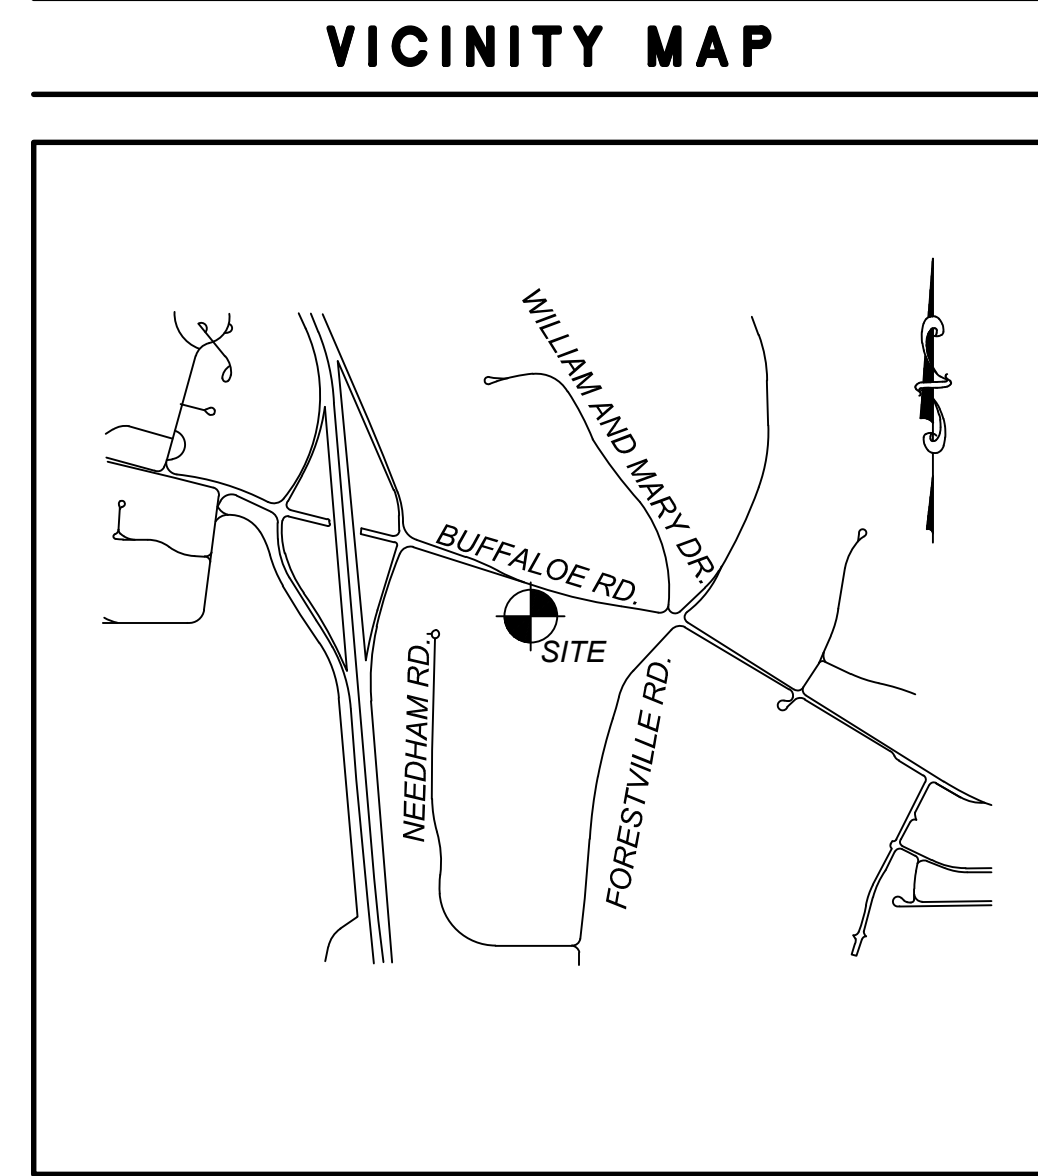 VICINITY MAP
WILLIAM AND MARY DR.
BUFFALOE RD.
SITE
NEEDHAM RD.
FORESTVILLE RD.